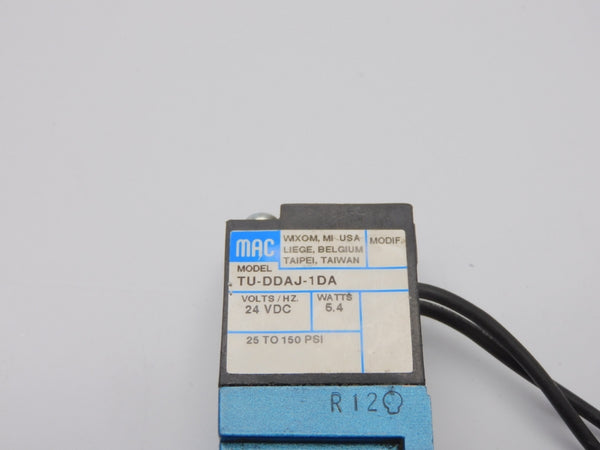 MAC
WIXOM, MI USA
LIEGE, BELGIUM
TAIPEI, TAIWAN
MODIF.
MODEL
TU-DDAJ-1DA
VOLTS / HZ.
24 VDC
WATTS
5.4
25 TO 150 PSI
R12